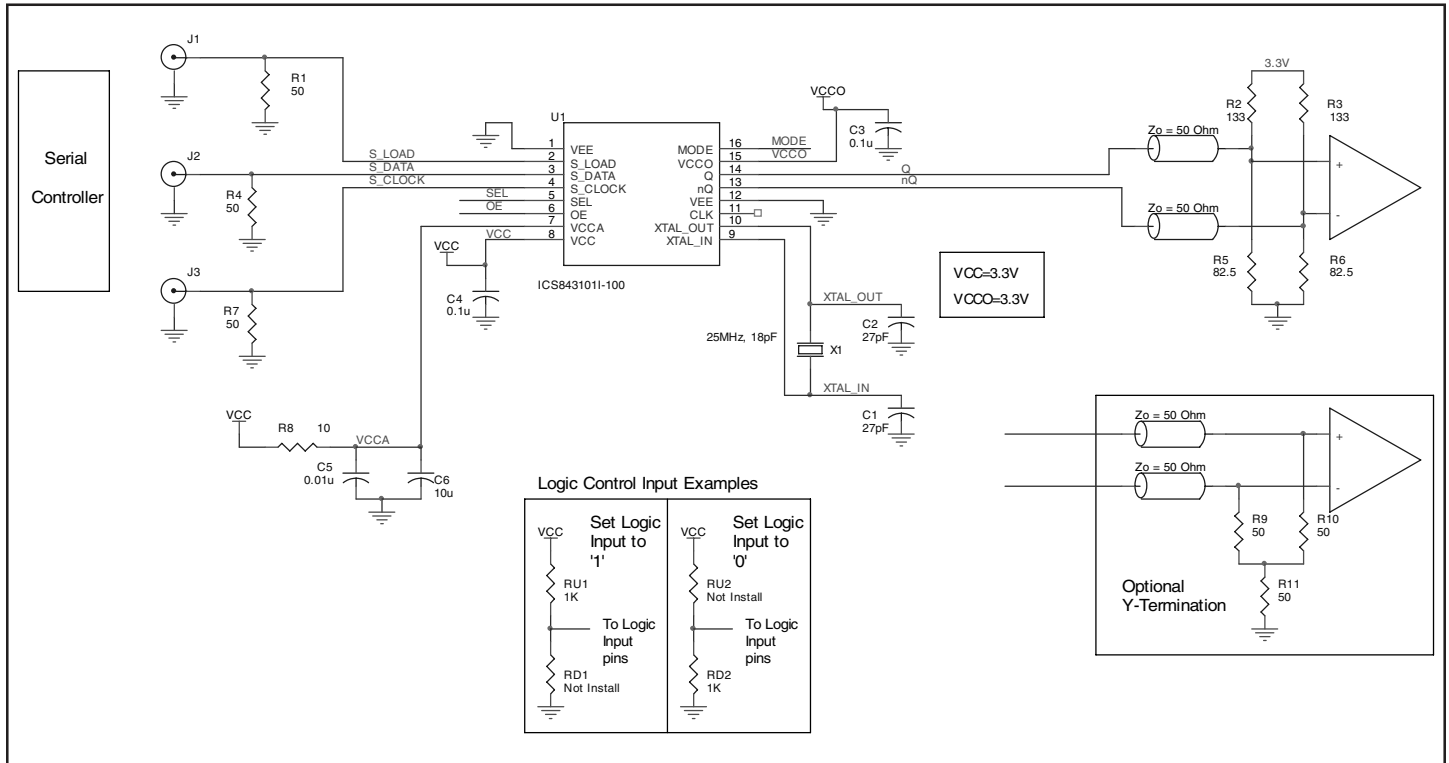 Serial
Controller
J1
R1
50
J2
R4
50
J3
R7
50
S_LOAD
S_DATA
S_CLOCK
SEL
OE
VCC
VCC
C4
0.1u
U1
1
2
3
4
5
6
7
8
VEE
S_LOAD
S_DATA
S_CLOCK
SEL
OE
VCCA
VCC
MODE
VCCO
Q
nQ
VEE
CLK
XTAL_OUT
XTAL_IN
16
15
14
13
12
11
10
9
ICS843101I-100
MODE
VCCO
VCCO
C3
0.1u
Q
nQ
Zo = 50 Ohm
Zo = 50 Ohm
3.3V
R2
133
R3
133
+
-
R5
82.5
R6
82.5
VCC=3.3V
VCCO=3.3V
XTAL_OUT
C2
27pF
25MHz, 18pF
X1
XTAL_IN
C1
27pF
VCC
R8 10
VCCA
C5
0.01u
C6
10u
Logic Control Input Examples
VCC
Set Logic
Input to
'1'
RU1
1K
To Logic
Input
pins
RD1
Not Install
VCC
Set Logic
Input to
'0'
RU2
Not Install
To Logic
Input
pins
RD2
1K
Zo = 50 Ohm
Zo = 50 Ohm
+
-
R9
50
R10
50
R11
50
Optional
Y-Termination